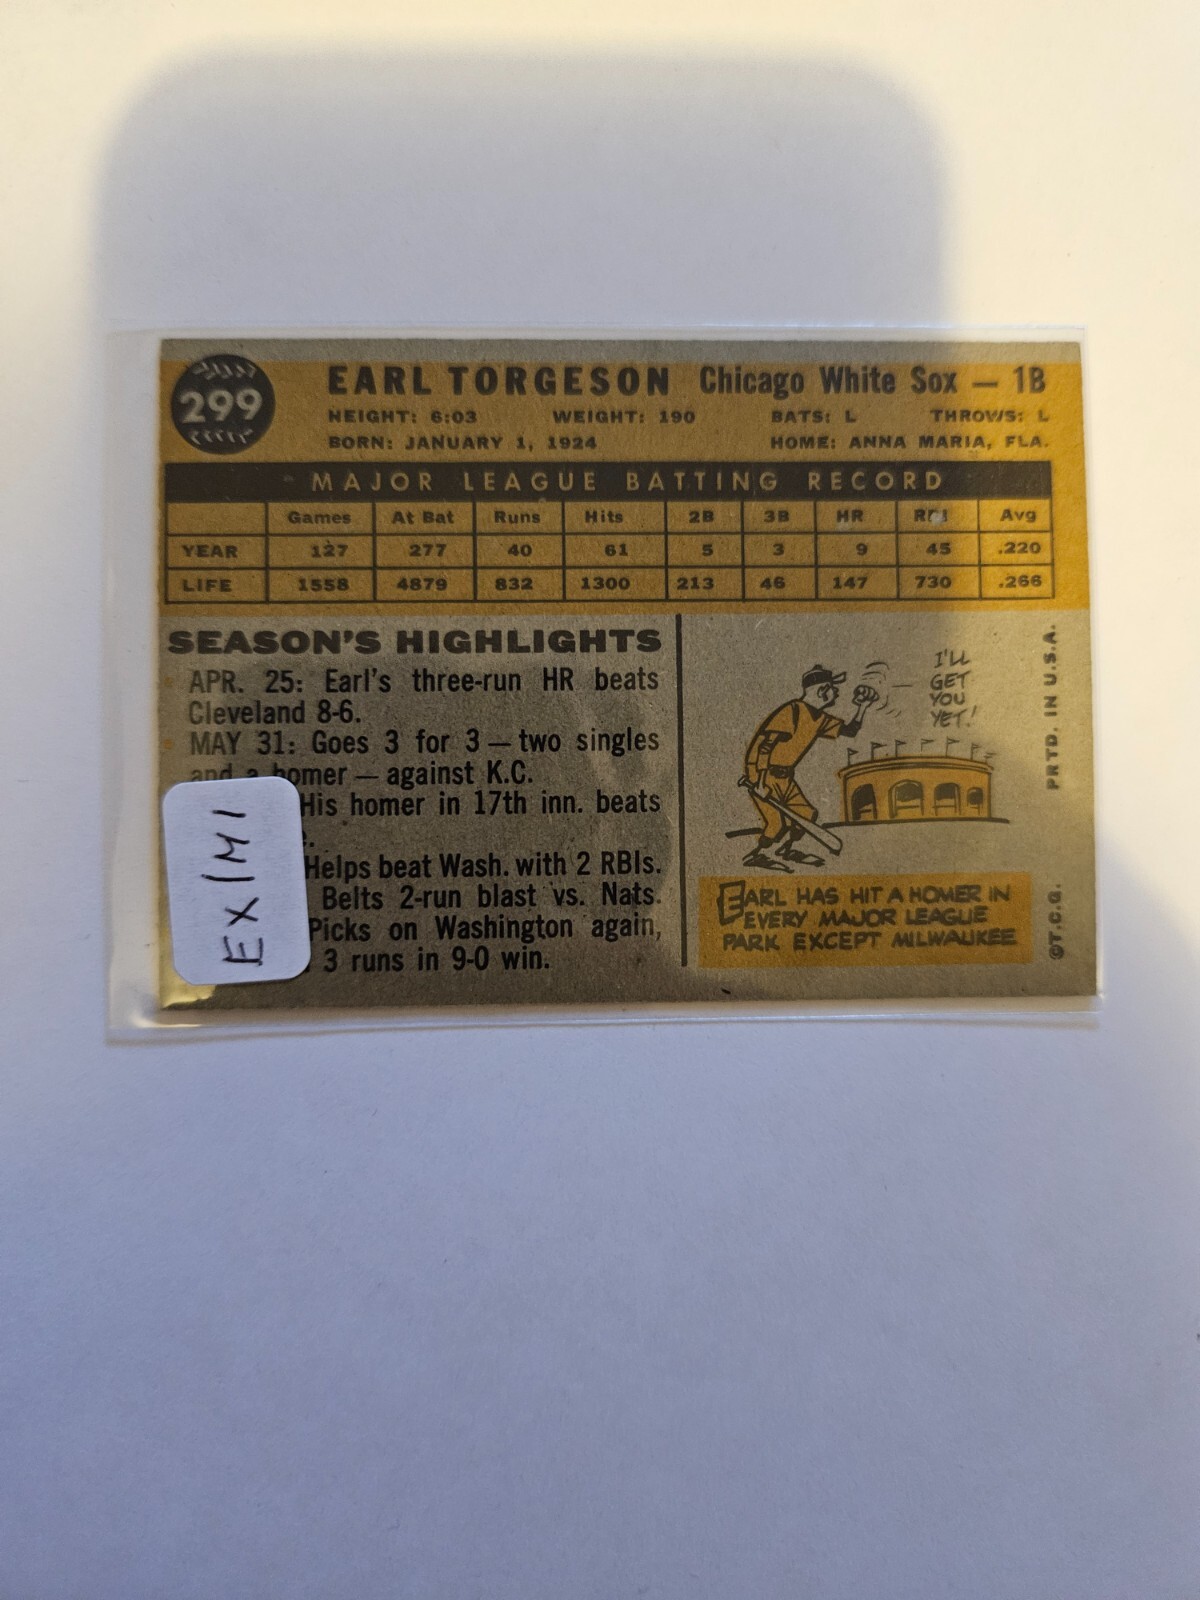 299
EARL TORGESON Chicago White Sox — 1B
HEIGHT: 6:03 WEIGHT: 190 BATS: L THROWS: L
BORN: JANUARY 1, 1924 HOME: ANNA MARIA, FLA.
MAJOR LEAGUE BATTING RECORD
Games At Bat Runs Hits 2B 3B HR RBI Avg
YEAR 127 277 40 61 5 3 9 45 .220
LIFE 1558 4879 832 1300 213 46 147 730 .266
SEASON'S HIGHLIGHTS
APR. 25: Earl's three-run HR beats
Cleveland 8-6.
MAY 31: Goes 3 for 3 — two singles
and a homer — against K.C.
His homer in 17th inn. beats
Helps beat Wash. with 2 RBIs.
Belts 2-run blast vs. Nats.
Picks on Washington again,
3 runs in 9-0 win.
EX/MT
I'LL
GET
YOU
YET!
EARL HAS HIT A HOMER IN
EVERY MAJOR LEAGUE
PARK EXCEPT MILWAUKEE
PRTD. IN U.S.A.
©T.C.G.